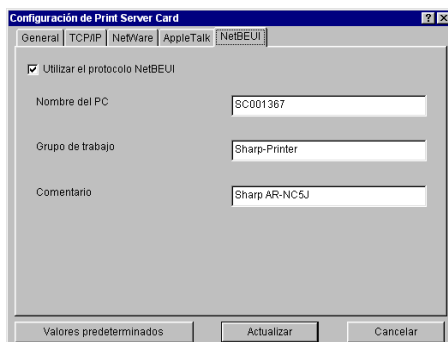 Configuración de Print Server Card
General TCP/IP NetWare AppleTalk NetBEUI
Utilizar el protocolo NetBEUI
Nombre del PC SC001367
Grupo de trabajo Sharp-Printer
Comentario Sharp AR-NC5J
Valores predeterminados Actualizar Cancelar